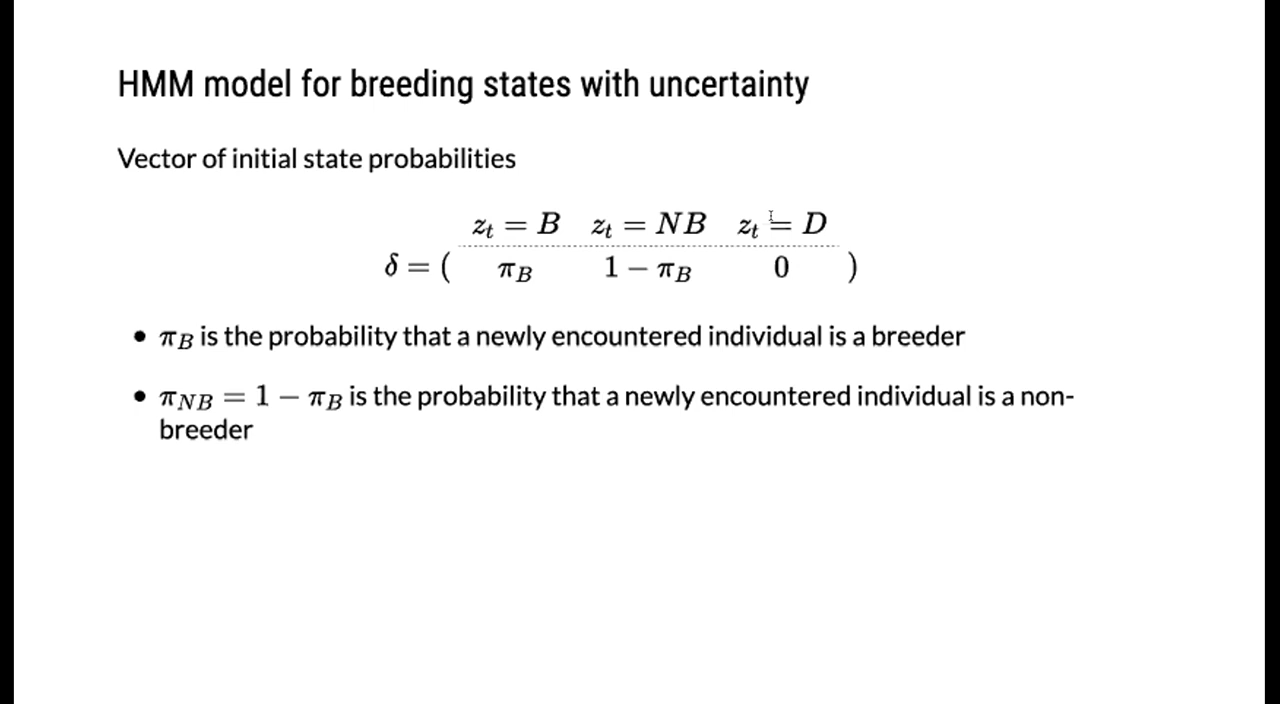 HMM model for breeding states with uncertainty
Vector of initial state probabilities
z_t = B z_t = NB z_t = D
δ = ( π_B 1 − π_B 0 )
• π_B is the probability that a newly encountered individual is a breeder
• π_NB = 1 − π_B is the probability that a newly encountered individual is a non-
breeder